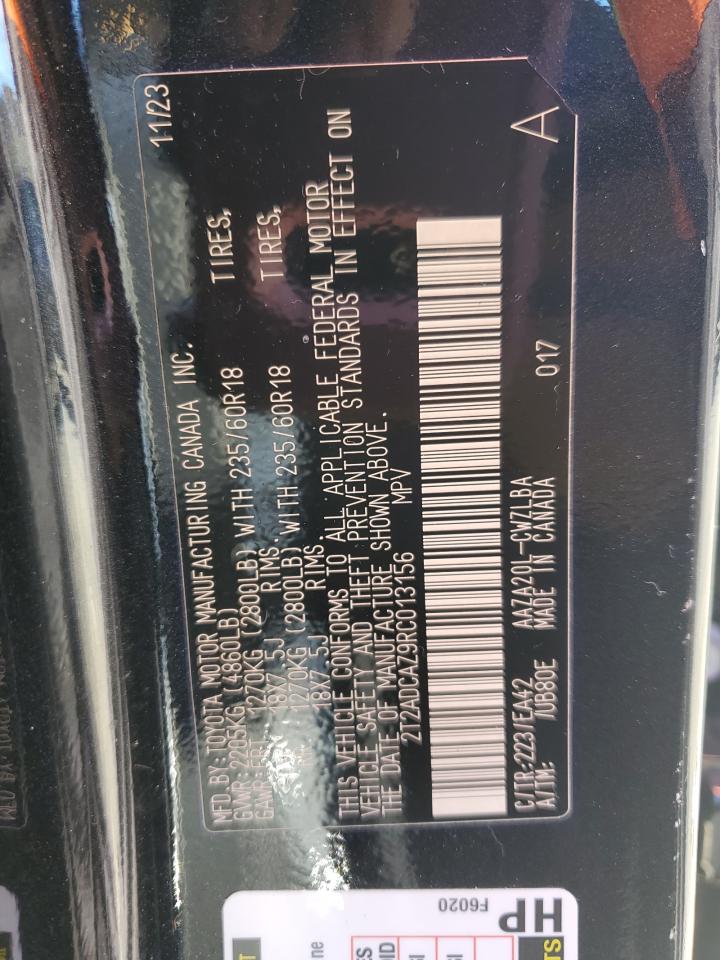 MFD.BY:TOYOTA MOTOR MANUFACTURING CANADA INC. 11/23
GVWR:2205KG(4860LB)
GAWR:FRT 1270KG (2800LB) WITH 235/60R18 TIRES,
18X7.5J RIMS.
GAWR:RR 1270KG (2800LB) WITH 235/60R18 TIRES,
18X7.5J RIMS
THIS VEHICLE CONFORMS TO ALL APPLICABLE FEDERAL MOTOR
VEHICLE SAFETY AND THEFT PREVENTION STANDARDS IN EFFECT ON
THE DATE OF MANUFACTURE SHOWN ABOVE.
2T2ADCAZ9RC013156 MPV
C/TR:223/EA42 AAZA20L-CWZLBA 017 A
A/TM: /UB80E MADE IN CANADA
HP
F6020